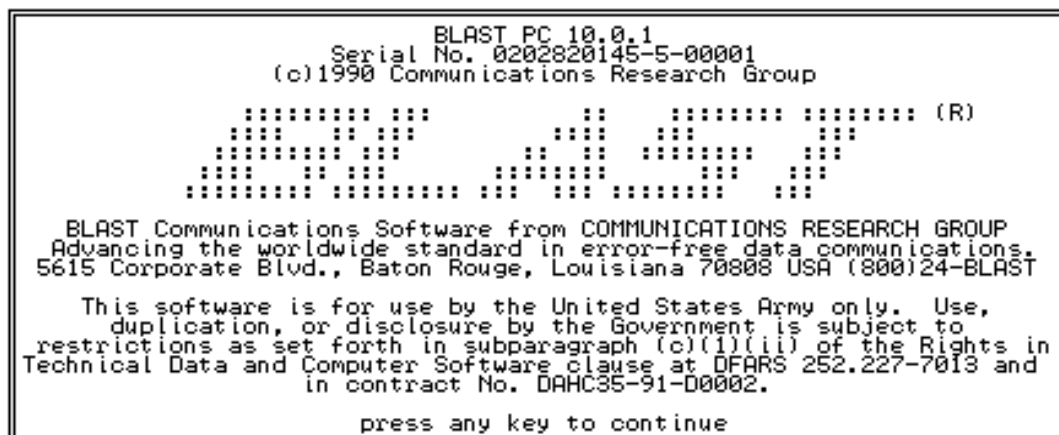 BLAST PC 10.0.1
Serial No. 0202820145-5-00001
(c)1990 Communications Research Group
BLAST (R)
BLAST Communications Software from COMMUNICATIONS RESEARCH GROUP
Advancing the worldwide standard in error-free data communications.
5615 Corporate Blvd., Baton Rouge, Louisiana 70808 USA (800)24-BLAST
This software is for use by the United States Army only.  Use,
duplication, or disclosure by the Government is subject to
restrictions as set forth in subparagraph (c)(1)(ii) of the Rights in
Technical Data and Computer Software clause at DFARS 252.227-7013 and
in contract No. DAHC35-91-D0002.
press any key to continue